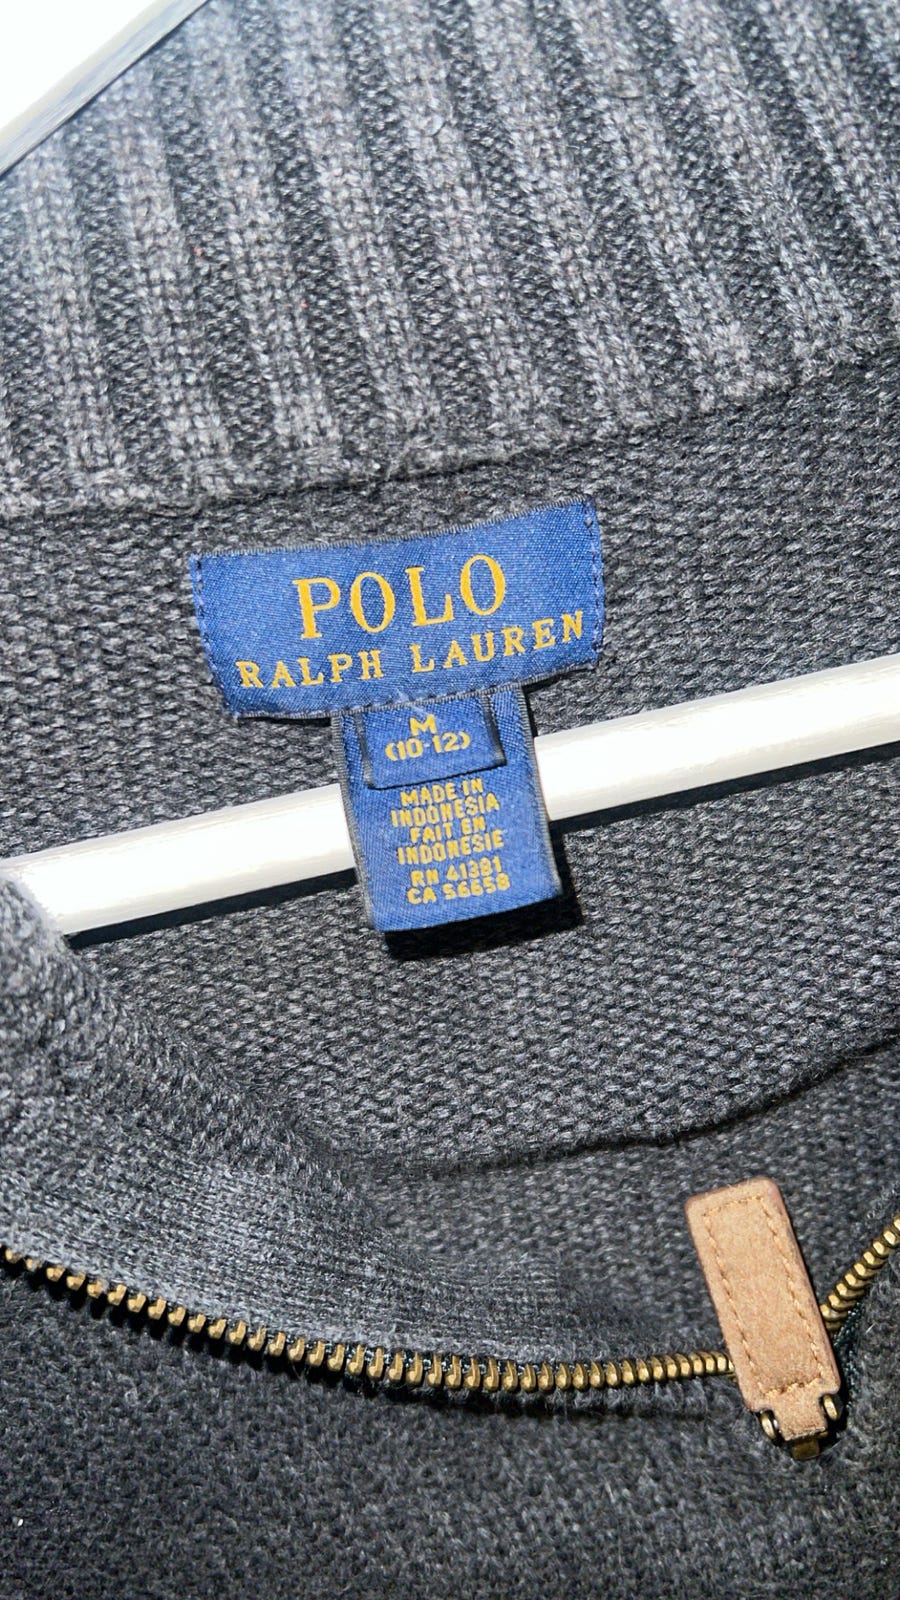 POLO
RALPH LAUREN
M
(10-12)
MADE IN
INDONESIA
FAIT EN
INDONESIE
RN 41381
CA 56658